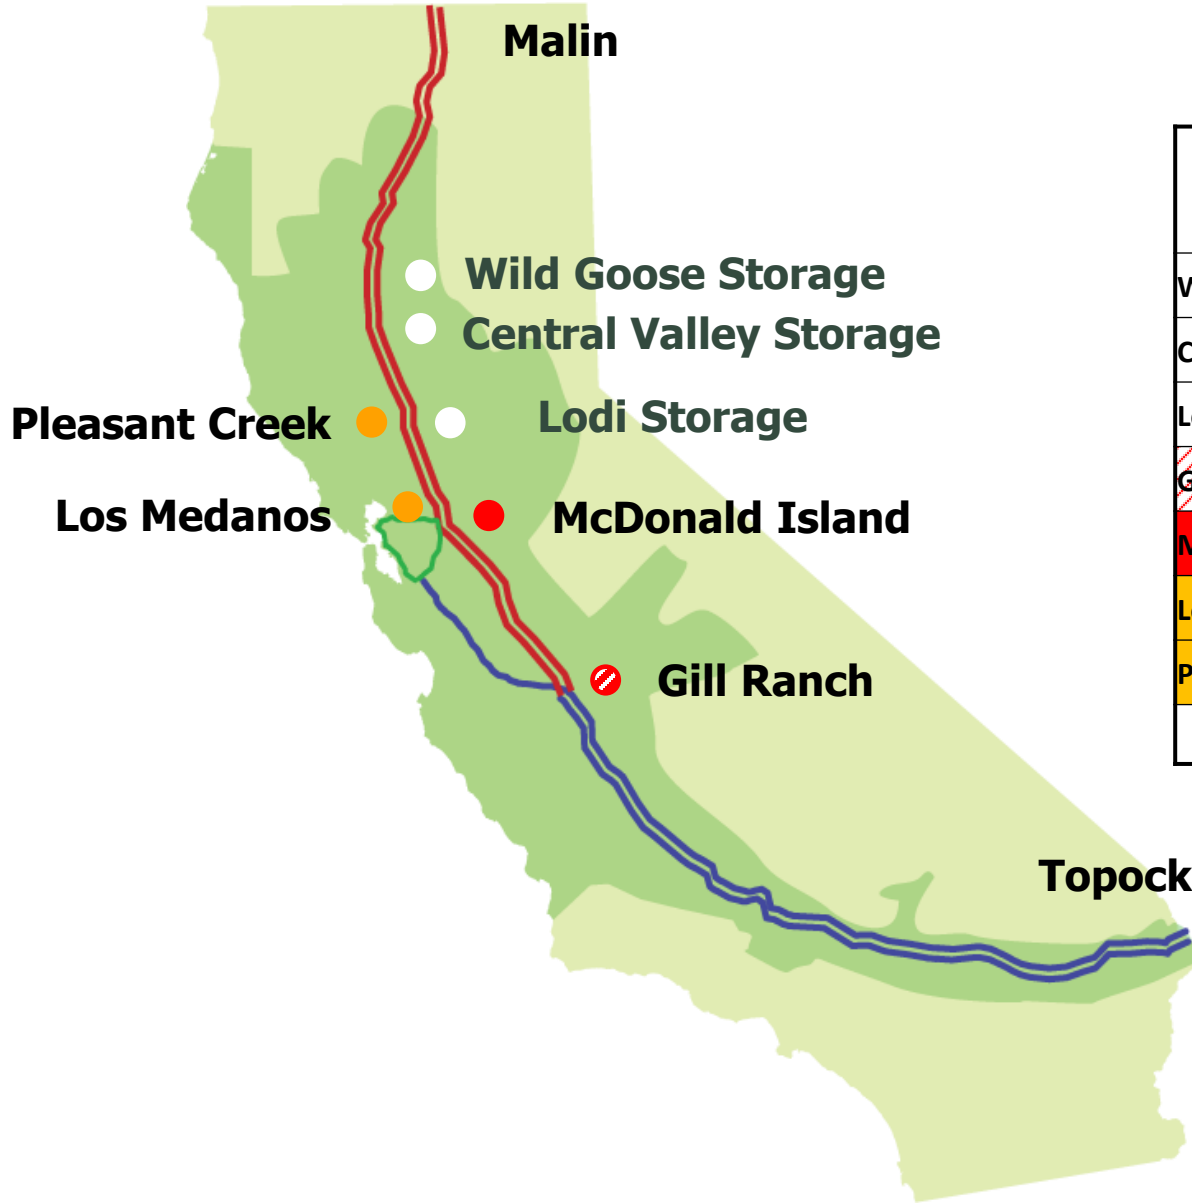 Malin
Wild Goose Storage
Central Valley Storage
Pleasant Creek
Lodi Storage
Los Medanos
McDonald Island
Gill Ranch
Topock